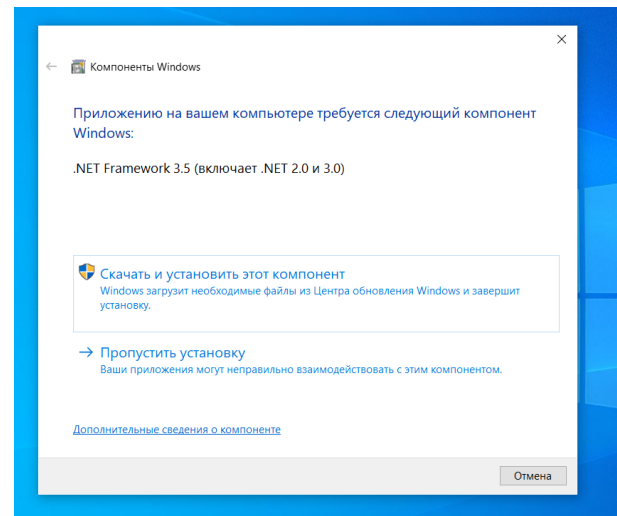 Компоненты Windows
Приложению на вашем компьютере требуется следующий компонент
Windows:
.NET Framework 3.5 (включает .NET 2.0 и 3.0)
Скачать и установить этот компонент
Windows загрузит необходимые файлы из Центра обновления Windows и завершит
установку.
Пропустить установку
Ваши приложения могут неправильно взаимодействовать с этим компонентом.
Дополнительные сведения о компоненте
Отмена